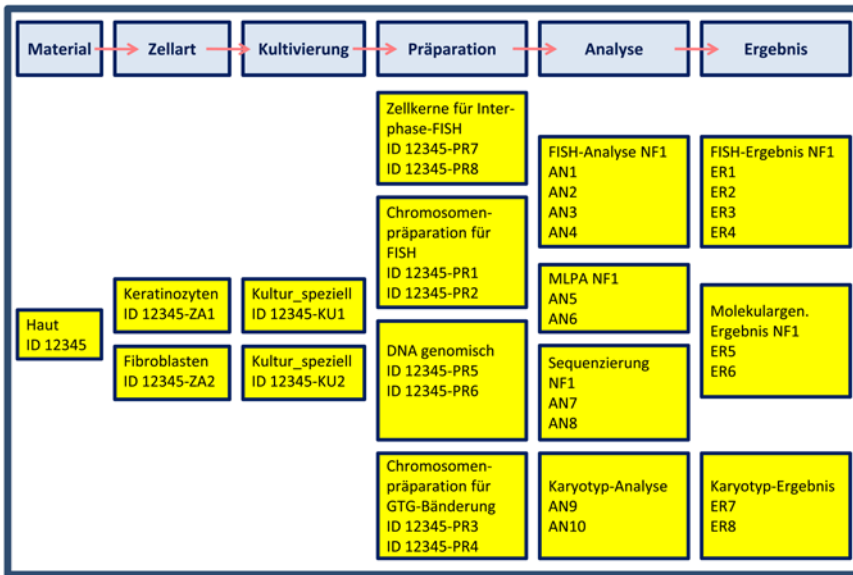 Material
Zellart
Kultivierung
Präparation
Analyse
Ergebnis
Haut
ID 12345
Keratinozyten
ID 12345-ZA1
Fibroblasten
ID 12345-ZA2
Kultur_speziell
ID 12345-KU1
Kultur_speziell
ID 12345-KU2
Zellkerne für Inter-
phase-FISH
ID 12345-PR7
ID 12345-PR8
Chromosomen-
präparation für
FISH
ID 12345-PR1
ID 12345-PR2
DNA genomisch
ID 12345-PR5
ID 12345-PR6
Chromosomen-
präparation für
GTG-Bänderung
ID 12345-PR3
ID 12345-PR4
FISH-Analyse NF1
AN1
AN2
AN3
AN4
MLPA NF1
AN5
AN6
Sequenzierung
NF1
AN7
AN8
Karyotyp-Analyse
AN9
AN10
FISH-Ergebnis NF1
ER1
ER2
ER3
ER4
Molekulargen.
Ergebnis NF1
ER5
ER6
Karyotyp-Ergebnis
ER7
ER8